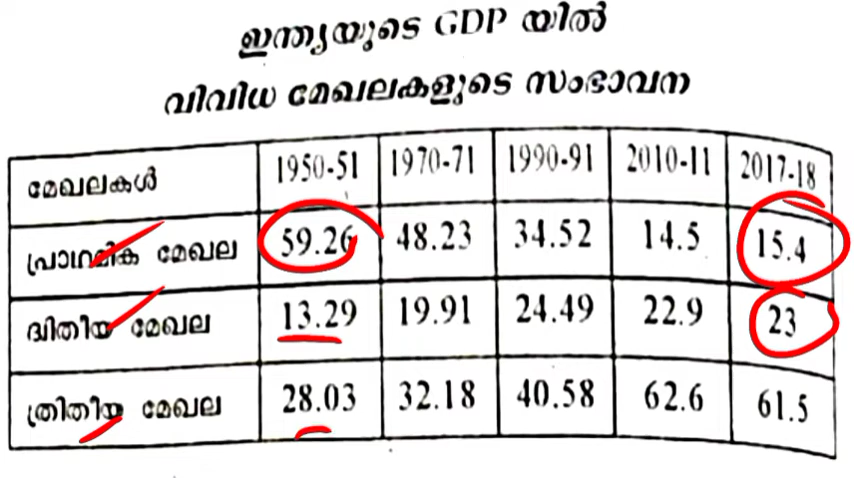 ഇന്ത്യയുടെ GDP യിൽ
വിവിധ മേഖലകളുടെ സംഭാവന
മേഖലകൾ 1950-51 1970-71 1990-91 2010-11 2017-18
പ്രാഥമിക മേഖല 59.26 48.23 34.52 14.5 15.4
ദ്വിതീയ മേഖല 13.29 19.91 24.49 22.9 23
ത്രിതീയ മേഖല 28.03 32.18 40.58 62.6 61.5